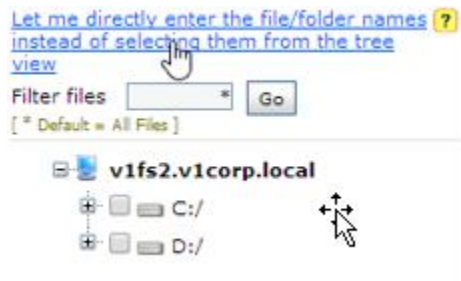 Let me directly enter the file/folder names ?
instead of selecting them from the tree
view
Filter files * Go
[ * Default = All Files ]
v1fs2.v1corp.local
C:/
D:/